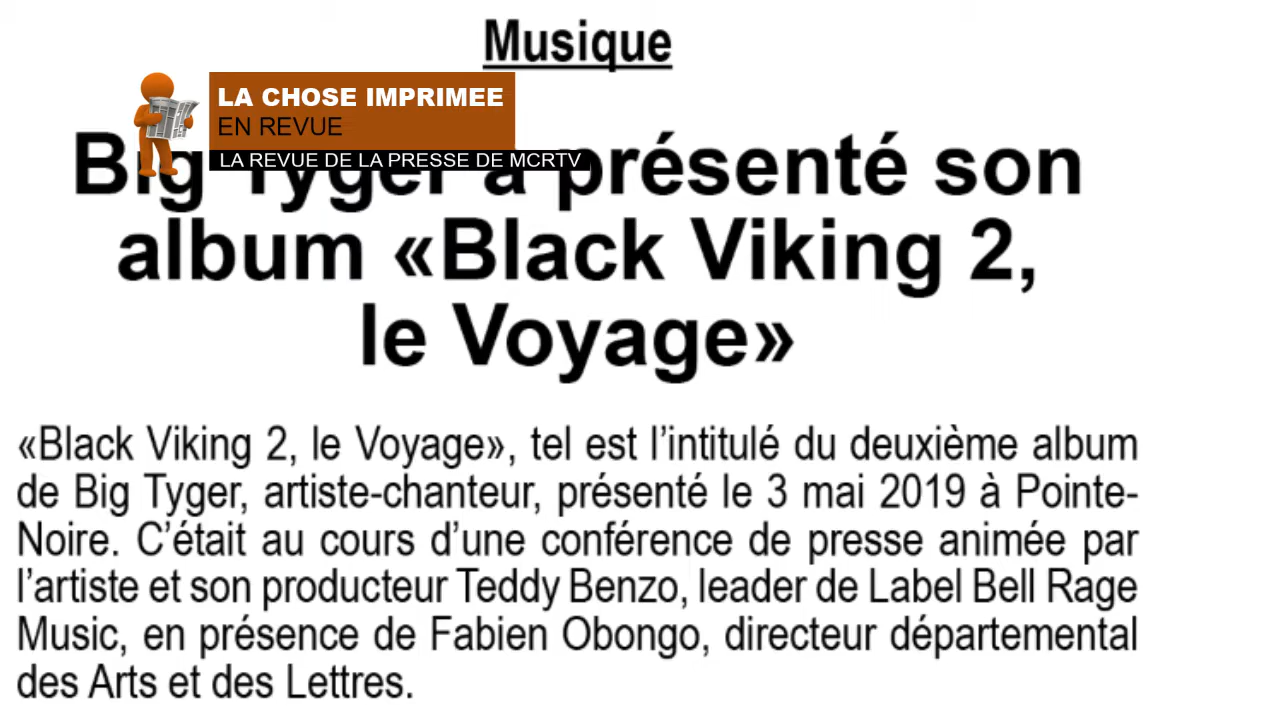 Musique
LA CHOSE IMPRIMEE
EN REVUE
LA REVUE DE LA PRESSE DE MCRTV
Big Tyger a présenté son
album «Black Viking 2,
le Voyage»
«Black Viking 2, le Voyage», tel est l’intitulé du deuxième album
de Big Tyger, artiste-chanteur, présenté le 3 mai 2019 à Pointe-
Noire. C’était au cours d’une conférence de presse animée par
l’artiste et son producteur Teddy Benzo, leader de Label Bell Rage
Music, en présence de Fabien Obongo, directeur départemental
des Arts et des Lettres.